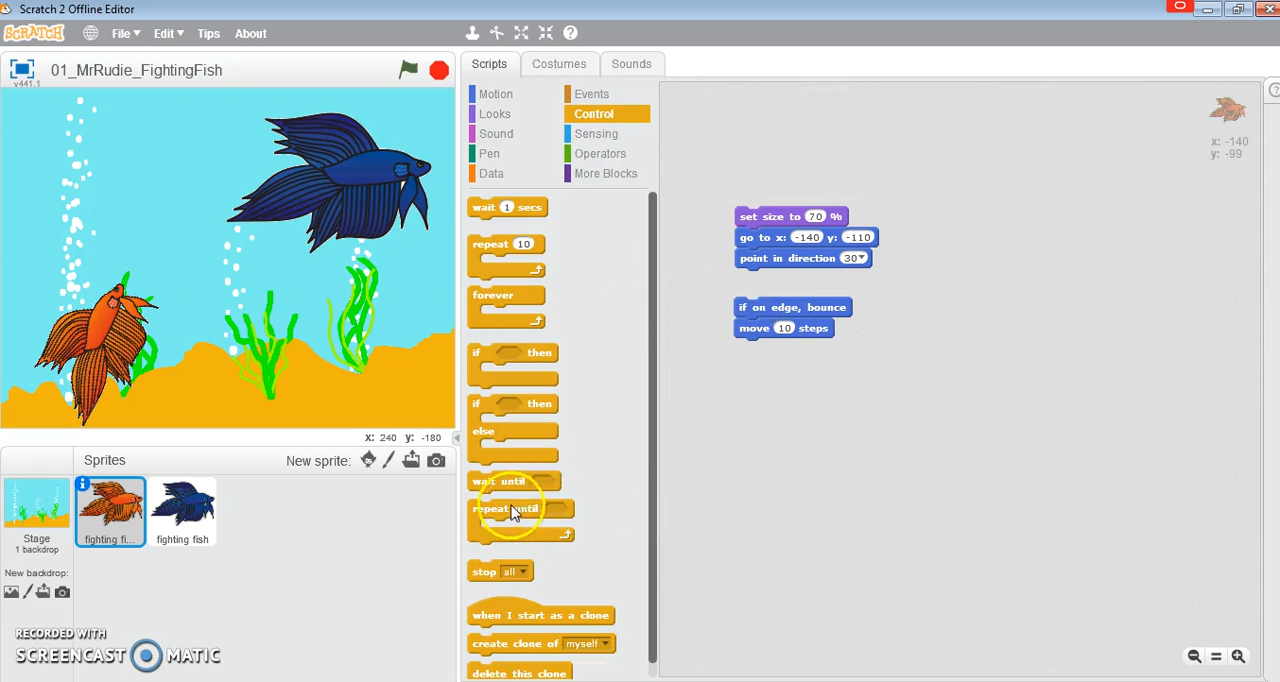 Scratch 2 Offline Editor
SCRATCH File Edit Tips About
01_MrRudie_FightingFish
v441.1
Scripts Costumes Sounds
Motion Events
Looks Control
Sound Sensing
Pen Operators
Data More Blocks
wait 1 secs
repeat 10
forever
if then
if then
else
wait until
repeat until
stop all
when I start as a clone
create clone of myself
delete this clone
set size to 70 %
go to x: -140 y: -110
point in direction 30
if on edge, bounce
move 10 steps
x: -140
y: -99
x: 240 y: -180
Sprites New sprite:
Stage
1 backdrop
fighting fi...
fighting fish
New backdrop:
RECORDED WITH
SCREENCAST MATIC